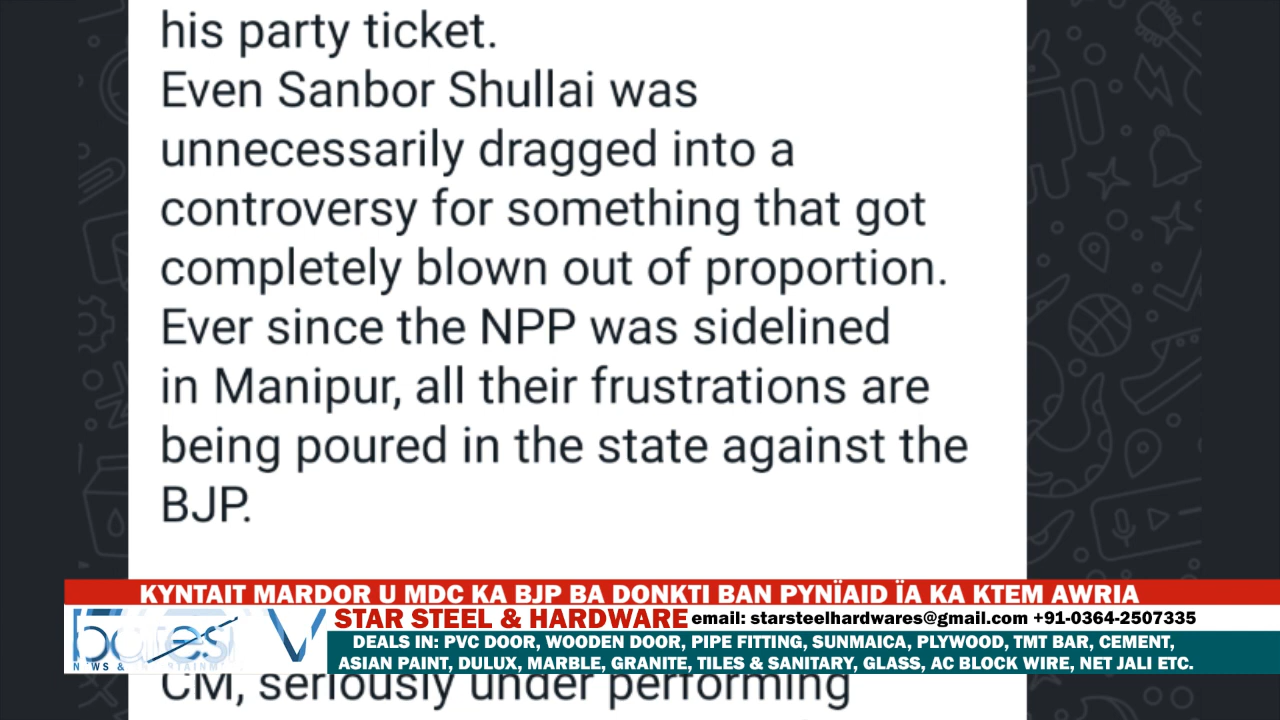 his party ticket.
Even Sanbor Shullai was
unnecessarily dragged into a
controversy for something that got
completely blown out of proportion.
Ever since the NPP was sidelined
in Manipur, all their frustrations are
being poured in the state against the
BJP.
KYNTAIT MARDOR U MDC KA BJP BA DONKTI BAN PYNÏAID ÏA KA KTEM AWRIA
STAR STEEL & HARDWARE email: starsteelhardwares@gmail.com +91-0364-2507335
DEALS IN: PVC DOOR, WOODEN DOOR, PIPE FITTING, SUNMAICA, PLYWOOD, TMT BAR, CEMENT,
ASIAN PAINT, DULUX, MARBLE, GRANITE, TILES & SANITARY, GLASS, AC BLOCK WIRE, NET JALI ETC.
CM, seriously under performing